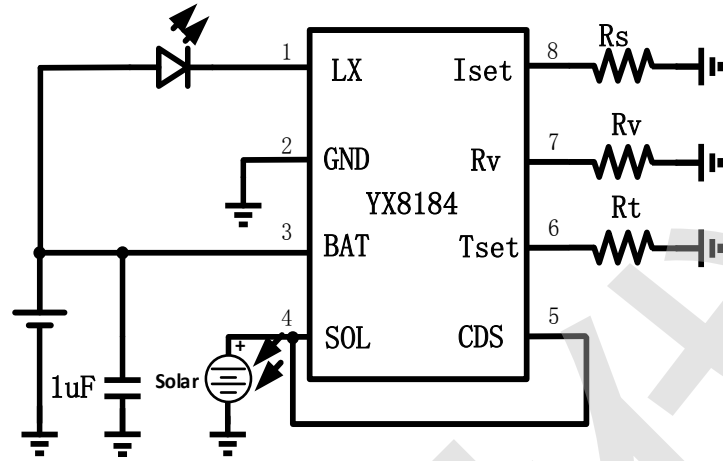 1
LX
2
GND
3
BAT
4
SOL
YX8184
Iset
8
Rs
Rv
7
Rv
Tset
6
Rt
CDS
5
1uF
Solar
+